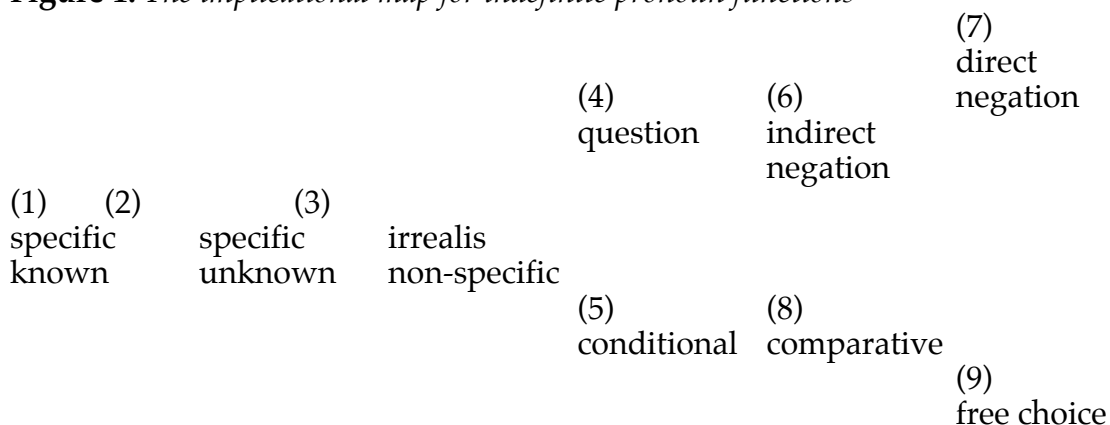 Figure 1. The implicational map for indefinite pronoun functions
(7)
direct
negation
(4) (6)
question indirect
negation
(1) (2) (3)
specific specific irrealis
known unknown non-specific
(5) (8)
conditional comparative
(9)
free choice